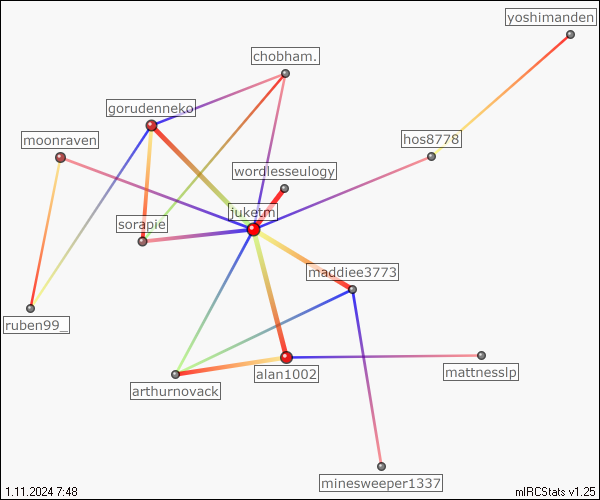 yoshimanden
chobham.
gorudenneko
moonraven
hos8778
wordlesseulogy
juketm
sorapie
maddiee3773
ruben99_
alan1002
mattnesslp
arthurnovack
minesweeper1337
1.11.2024 7:48
mIRCStats v1.25